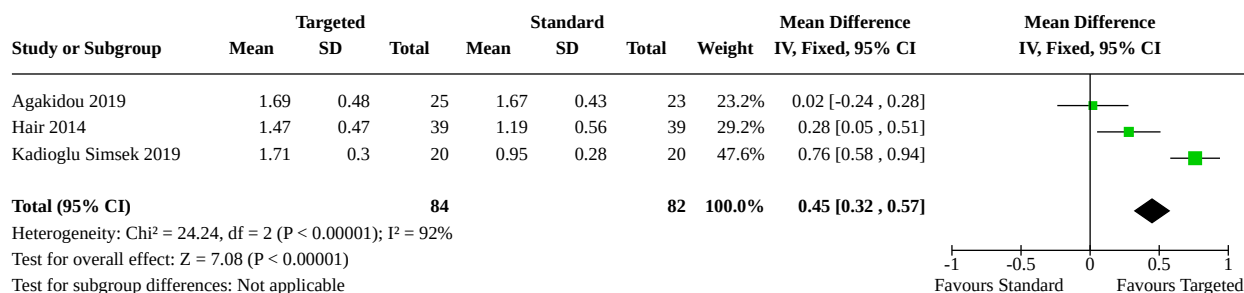 Targeted Standard Mean Difference Mean Difference
Study or Subgroup Mean SD Total Mean SD Total Weight IV, Fixed, 95% CI IV, Fixed, 95% CI
Agakidou 2019 1.69 0.48 25 1.67 0.43 23 23.2% 0.02 [-0.24 , 0.28]
Hair 2014 1.47 0.47 39 1.19 0.56 39 29.2% 0.28 [0.05 , 0.51]
Kadioglu Simsek 2019 1.71 0.3 20 0.95 0.28 20 47.6% 0.76 [0.58 , 0.94]
Total (95% CI) 84 82 100.0% 0.45 [0.32 , 0.57]
Heterogeneity: Chi² = 24.24, df = 2 (P < 0.00001); I² = 92%
Test for overall effect: Z = 7.08 (P < 0.00001) -1 -0.5 0 0.5 1
Test for subgroup differences: Not applicable Favours Standard Favours Targeted